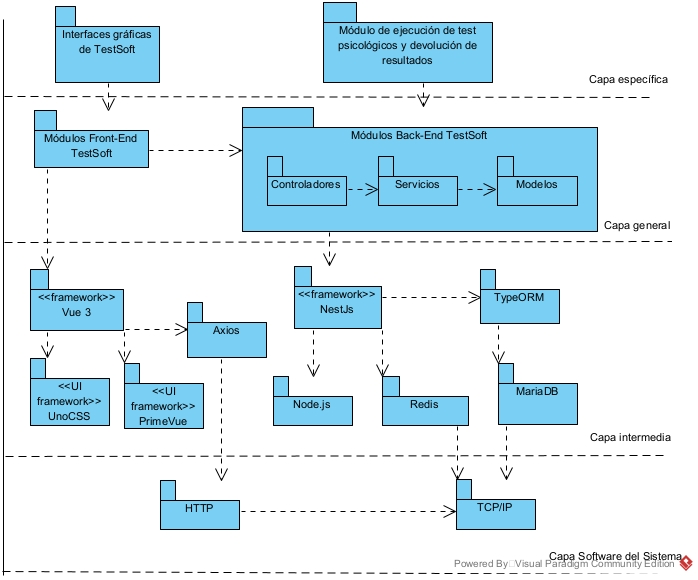 Interfaces gráficas
de TestSoft
Módulo de ejecución de test
psicológicos y devolución de
resultados
Capa específica
Módulos Front-End
TestSoft
Módulos Back-End TestSoft
Controladores
Servicios
Modelos
Capa general
<<framework>>
Vue 3
Axios
<<framework>>
NestJs
TypeORM
<<UI
framework>>
UnoCSS
<<UI
framework>>
PrimeVue
Node.js
Redis
MariaDB
Capa intermedia
HTTP
TCP/IP
Capa Software del Sistema
Powered By Visual Paradigm Community Edition